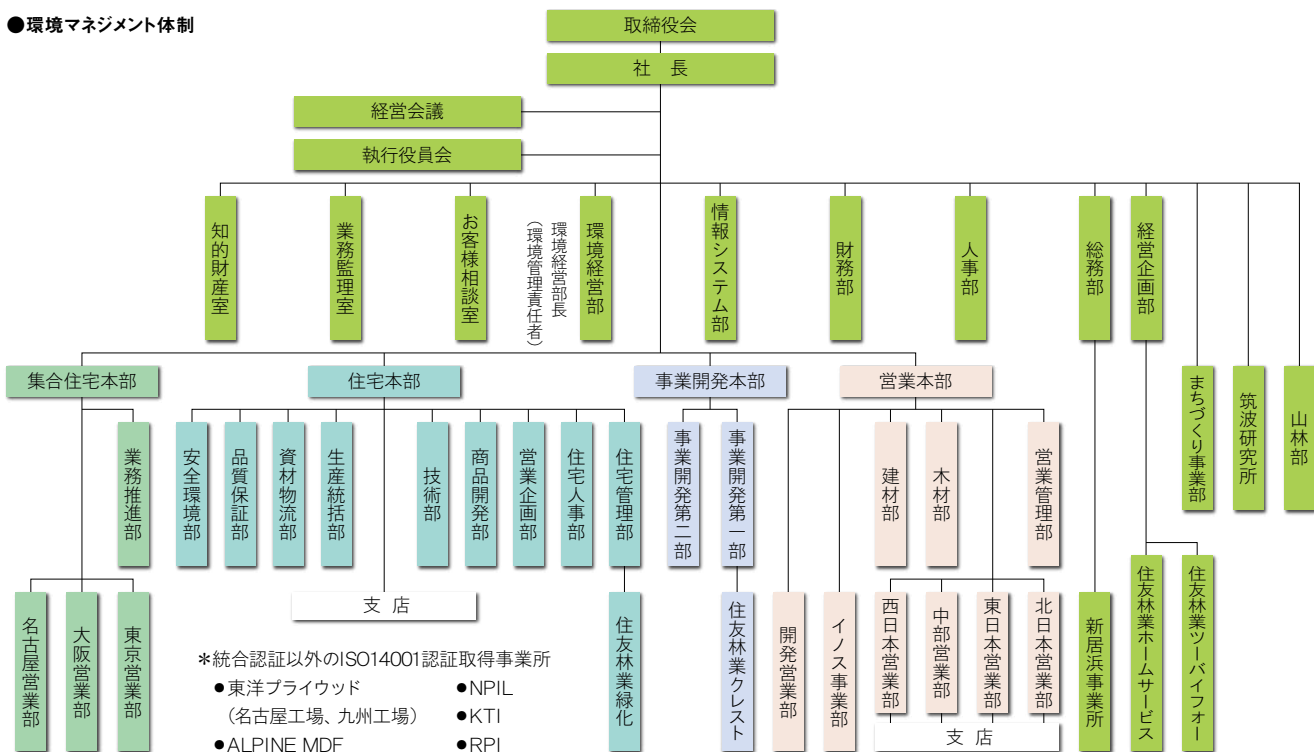 ●環境マネジメント体制
取締役会
社 長
経営会議
執行役員会
知的財産室
業務監理室
お客様相談室
環境経営部長
（環境管理責任者）
環境経営部
情報システム部
財務部
人事部
総務部
経営企画部
まちづくり事業部
筑波研究所
山林部
集合住宅本部
住宅本部
事業開発本部
営業本部
業務推進部
安全環境部
品質保証部
資材物流部
生産統括部
技術部
商品開発部
営業企画部
住宅人事部
住宅管理部
事業開発第二部
事業開発第一部
建材部
木材部
営業管理部
名古屋営業部
大阪営業部
東京営業部
支 店
住友林業緑化
住友林業クレスト
開発営業部
イノス事業部
西日本営業部
中部営業部
東日本営業部
北日本営業部
支 店
新居浜事業所
住友林業ホームサービス
住友林業ツーバイフォー
＊統合認証以外のISO14001認証取得事業所
●東洋プライウッド
（名古屋工場、九州工場）
●ALPINE MDF
●NPIL
●KTI
●RPI